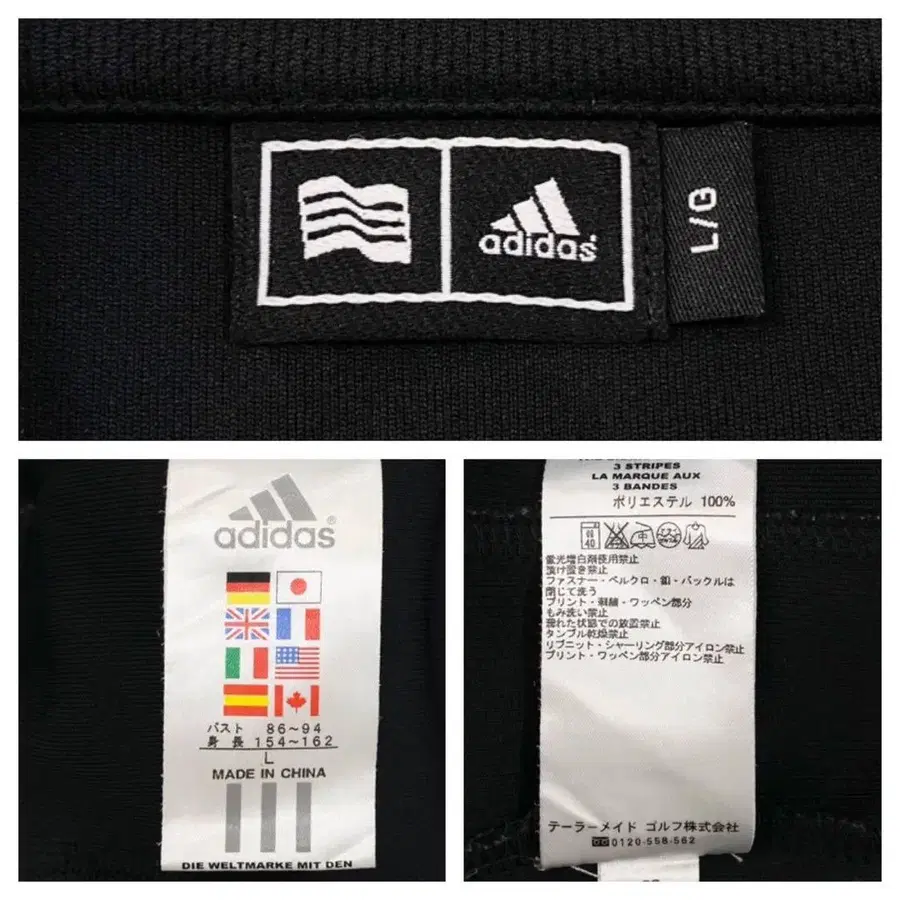 adidas
L/G
adidas®
バスト 86～94
身 長 154～162
L
MADE IN CHINA
DIE WELTMARKE MIT DEN
3 STRIPES
LA MARQUE AUX
3 BANDES
ポリエステル 100%
40
蛍光増白剤使用禁止
漬け置き禁止
ファスナー・ベルクロ・釦・バックルは
閉じて洗う
プリント・刺繍・ワッペン部分
もみ洗い禁止
濡れた状態での放置禁止
タンブル乾燥禁止
リブニット・シャーリング部分アイロン禁止
プリント・ワッペン部分アイロン禁止
テーラーメイド ゴルフ株式会社
0120-558-562